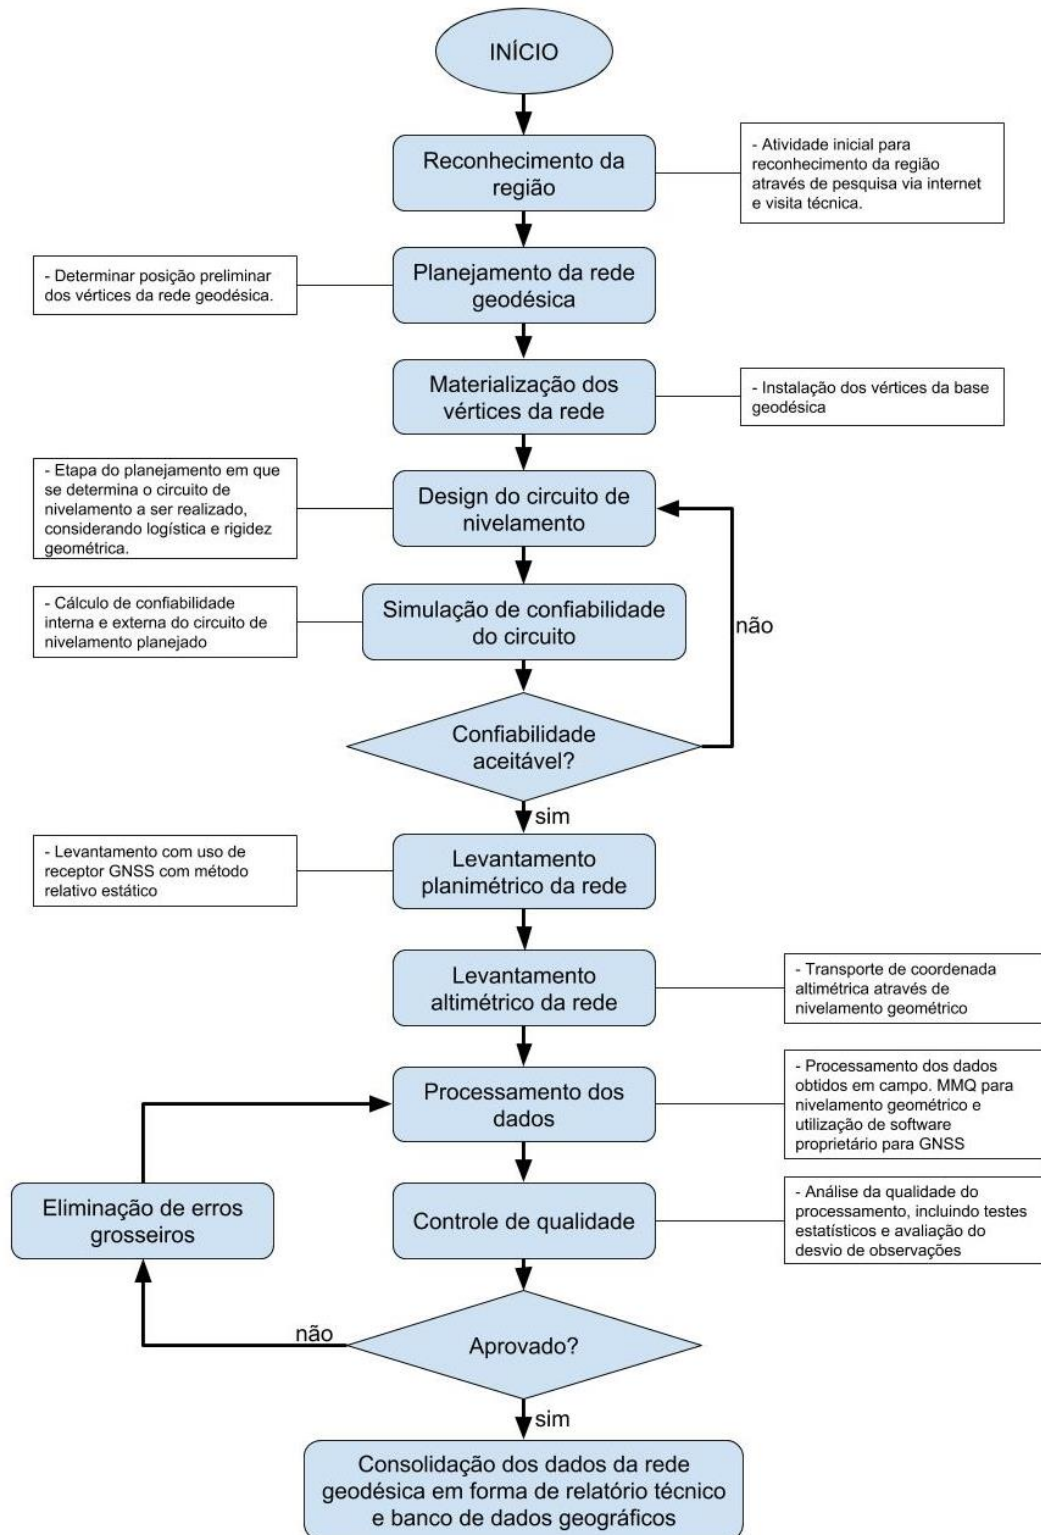 INÍCIO
Reconhecimento da
região
- Atividade inicial para
reconhecimento da região
através de pesquisa via internet
e visita técnica.
Planejamento da rede
geodésica
- Determinar posição preliminar
dos vértices da rede geodésica.
Materialização dos
vértices da rede
- Instalação dos vértices da base
geodésica
Design do circuito de
nivelamento
- Etapa do planejamento em que
se determina o circuito de
nivelamento a ser realizado,
considerando logística e rigidez
geométrica.
Simulação de confiabilidade
do circuito
- Cálculo de confiabilidade
interna e externa do circuito de
nivelamento planejado
não
Confiabilidade
aceitável?
sim
Levantamento
planimétrico da rede
- Levantamento com uso de
receptor GNSS com método
relativo estático
Levantamento
altimétrico da rede
- Transporte de coordenada
altimétrica através de
nivelamento geométrico
Processamento dos
dados
- Processamento dos dados
obtidos em campo. MMQ para
nivelamento geométrico e
utilização de software
proprietário para GNSS
Eliminação de erros
grosseiros
Controle de qualidade
- Análise da qualidade do
processamento, incluindo testes
estatísticos e avaliação do
desvio de observações
não
Aprovado?
sim
Consolidação dos dados da rede
geodésica em forma de relatório técnico
e banco de dados geográficos